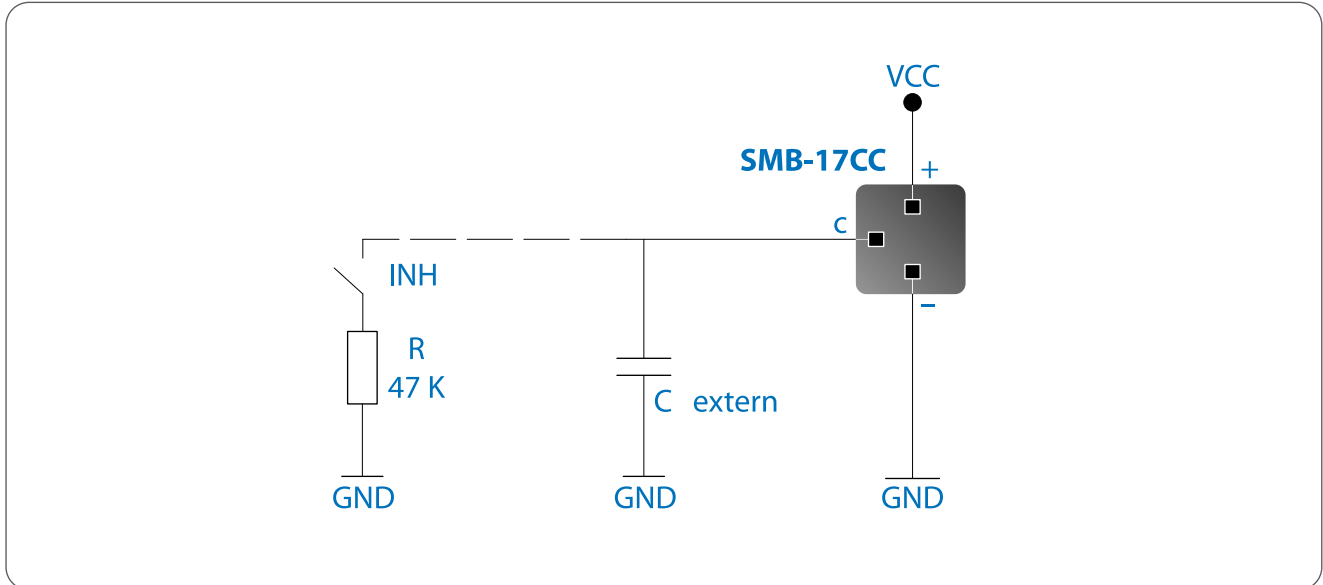 VCC
SMB-17CC
+
C
INH
–
R
47 K
C extern
GND
GND
GND